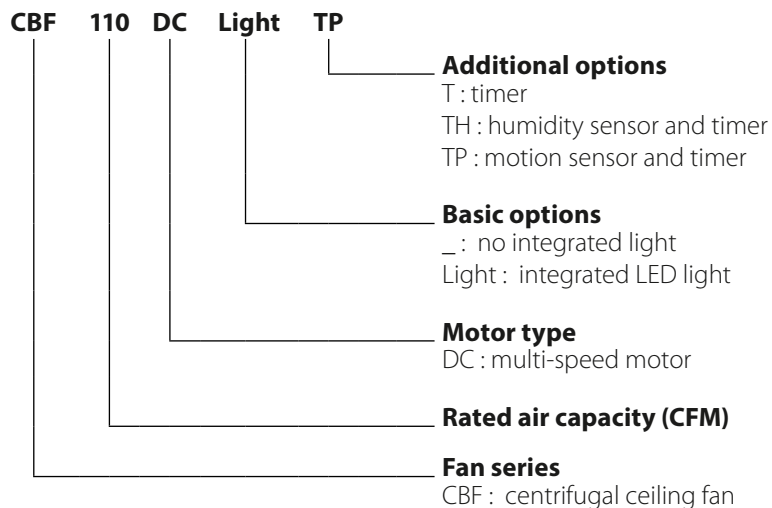 CBF 110 DC Light TP
Additional options
T : timer
TH : humidity sensor and timer
TP : motion sensor and timer
Basic options
_ : no integrated light
Light : integrated LED light
Motor type
DC : multi-speed motor
Rated air capacity (CFM)
Fan series
CBF : centrifugal ceiling fan